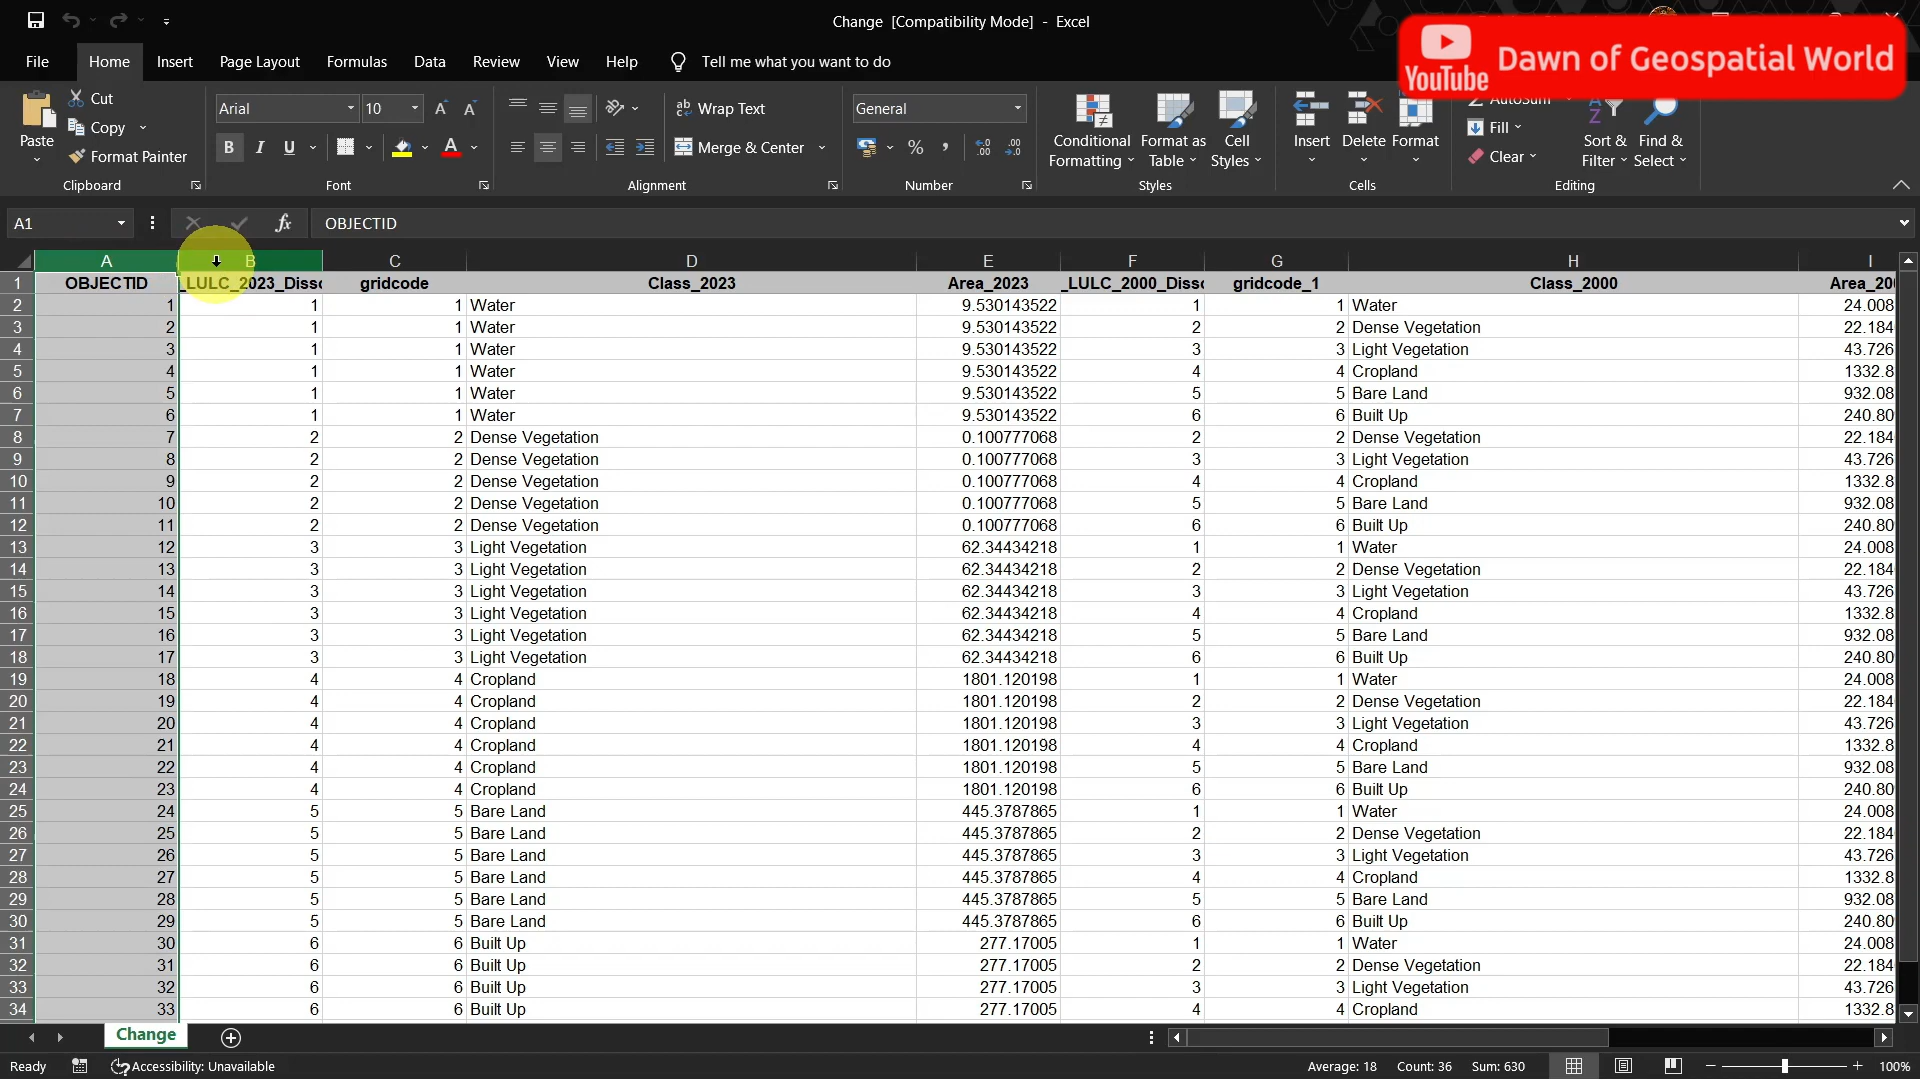 Change [Compatibility Mode] - Excel
YouTube Dawn of Geospatial World
File Home Insert Page Layout Formulas Data Review View Help Tell me what you want to do
Paste Cut Copy Format Painter
Clipboard
Arial 10
B I U A
Font
ab Wrap Text
Merge & Center
Alignment
General
%
Number
Conditional Formatting
Format as Table
Cell Styles
Styles
Insert Delete Format
Cells
AutoSum
Fill
Clear
Sort & Filter
Find & Select
Editing
A1 fx OBJECTID
A B C D E F G H I
1 OBJECTID _LULC_2023_Diss gridcode Class_2023 Area_2023 _LULC_2000_Diss gridcode_1 Class_2000 Area_20
2 1 1 1 Water 9.530143522 1 1 Water 24.008
3 2 1 1 Water 9.530143522 2 2 Dense Vegetation 22.184
4 3 1 1 Water 9.530143522 3 3 Light Vegetation 43.726
5 4 1 1 Water 9.530143522 4 4 Cropland 1332.8
6 5 1 1 Water 9.530143522 5 5 Bare Land 932.08
7 6 1 1 Water 9.530143522 6 6 Built Up 240.80
8 7 2 2 Dense Vegetation 0.100777068 2 2 Dense Vegetation 22.184
9 8 2 2 Dense Vegetation 0.100777068 3 3 Light Vegetation 43.726
10 9 2 2 Dense Vegetation 0.100777068 4 4 Cropland 1332.8
11 10 2 2 Dense Vegetation 0.100777068 5 5 Bare Land 932.08
12 11 2 2 Dense Vegetation 0.100777068 6 6 Built Up 240.80
13 12 3 3 Light Vegetation 62.34434218 1 1 Water 24.008
14 13 3 3 Light Vegetation 62.34434218 2 2 Dense Vegetation 22.184
15 14 3 3 Light Vegetation 62.34434218 3 3 Light Vegetation 43.726
16 15 3 3 Light Vegetation 62.34434218 4 4 Cropland 1332.8
17 16 3 3 Light Vegetation 62.34434218 5 5 Bare Land 932.08
18 17 3 3 Light Vegetation 62.34434218 6 6 Built Up 240.80
19 18 4 4 Cropland 1801.120198 1 1 Water 24.008
20 19 4 4 Cropland 1801.120198 2 2 Dense Vegetation 22.184
21 20 4 4 Cropland 1801.120198 3 3 Light Vegetation 43.726
22 21 4 4 Cropland 1801.120198 4 4 Cropland 1332.8
23 22 4 4 Cropland 1801.120198 5 5 Bare Land 932.08
24 23 4 4 Cropland 1801.120198 6 6 Built Up 240.80
25 24 5 5 Bare Land 445.3787865 1 1 Water 24.008
26 25 5 5 Bare Land 445.3787865 2 2 Dense Vegetation 22.184
27 26 5 5 Bare Land 445.3787865 3 3 Light Vegetation 43.726
28 27 5 5 Bare Land 445.3787865 4 4 Cropland 1332.8
29 28 5 5 Bare Land 445.3787865 5 5 Bare Land 932.08
30 29 5 5 Bare Land 445.3787865 6 6 Built Up 240.80
31 30 6 6 Built Up 277.17005 1 1 Water 24.008
32 31 6 6 Built Up 277.17005 2 2 Dense Vegetation 22.184
33 32 6 6 Built Up 277.17005 3 3 Light Vegetation 43.726
34 33 6 6 Built Up 277.17005 4 4 Cropland 1332.8
Change
Ready Accessibility: Unavailable Average: 18 Count: 36 Sum: 630 100%